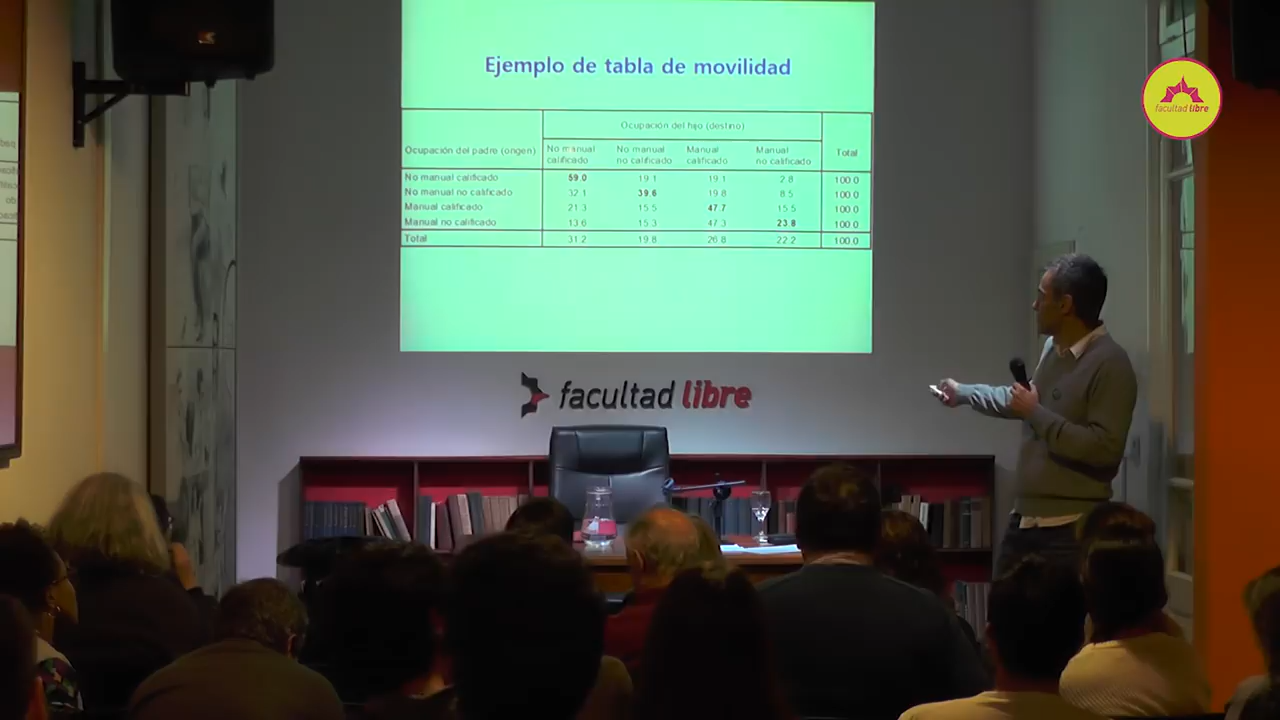 Ejemplo de tabla de movilidad
Ocupación del hijo (destino)
Ocupación del padre (origen) No manual calificado No manual no calificado Manual calificado Manual no calificado Total
No manual calificado 59.0 19.1 19.1 2.8 100.0
No manual no calificado 32.1 39.6 19.8 8.5 100.0
Manual calificado 21.3 15.5 47.7 15.5 100.0
Manual no calificado 13.6 15.3 47.3 23.8 100.0
Total 31.2 19.8 26.8 22.2 100.0
facultad libre
facultad libre